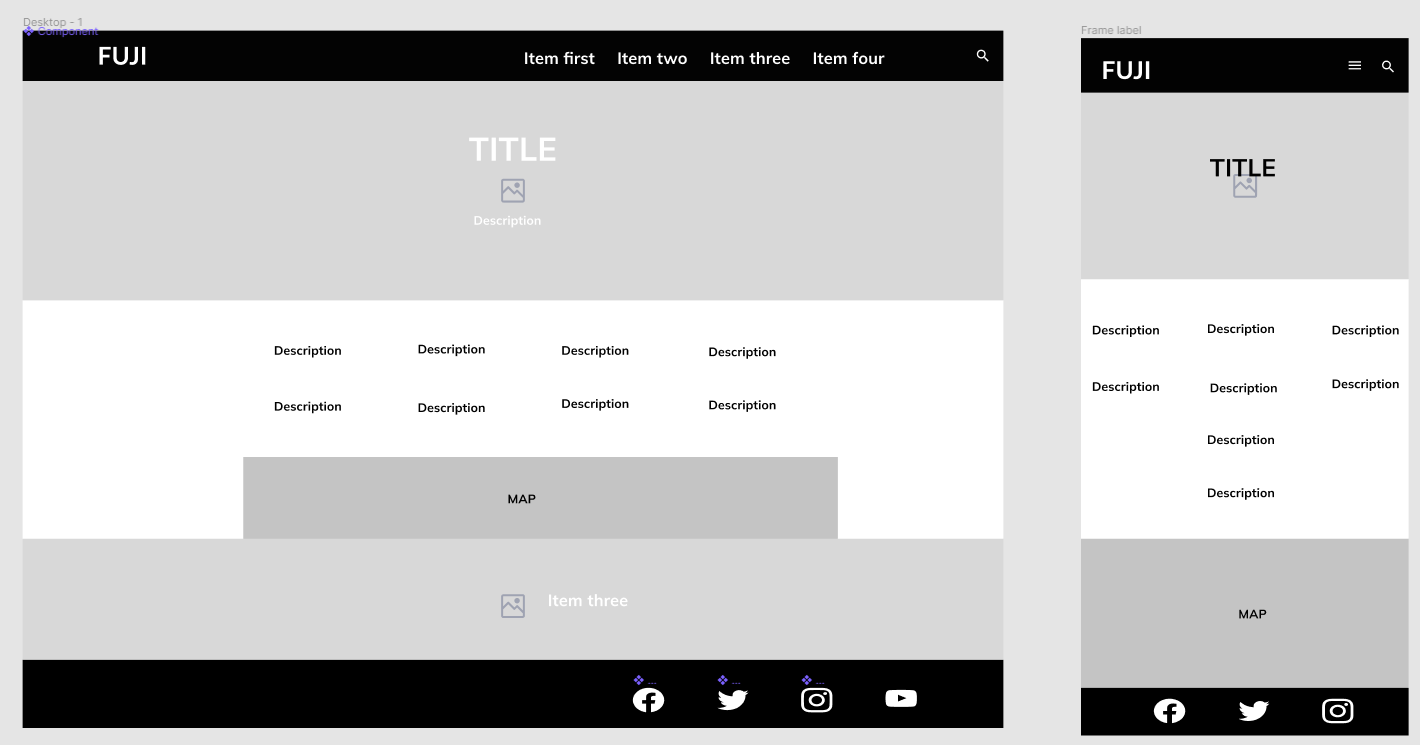 Desktop - 1
Component
FUJI
Item first Item two Item three Item four
TITLE
Description
Description Description Description Description
Description Description Description Description
MAP
Item three
...
...
...
Frame label
FUJI
TITLE
Description Description Description
Description Description Description
Description
Description
MAP